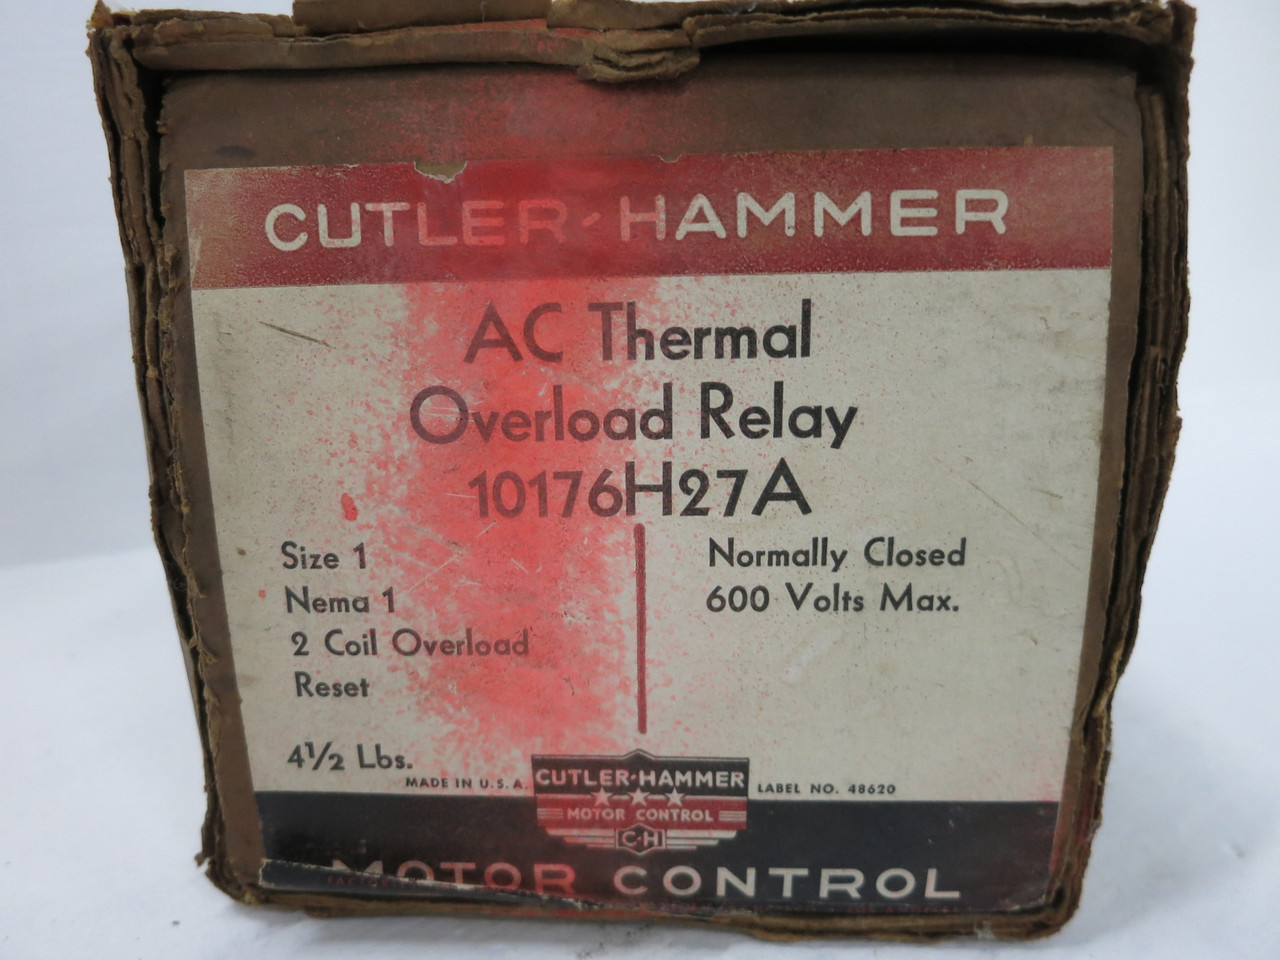 CUTLER-HAMMER
AC Thermal
Overload Relay
10176H27A
Size 1
Nema 1
2 Coil Overload
Reset
4½ Lbs.
Normally Closed
600 Volts Max.
MADE IN U.S.A.
CUTLER-HAMMER
MOTOR CONTROL
C-H
LABEL NO. 48620
MOTOR CONTROL